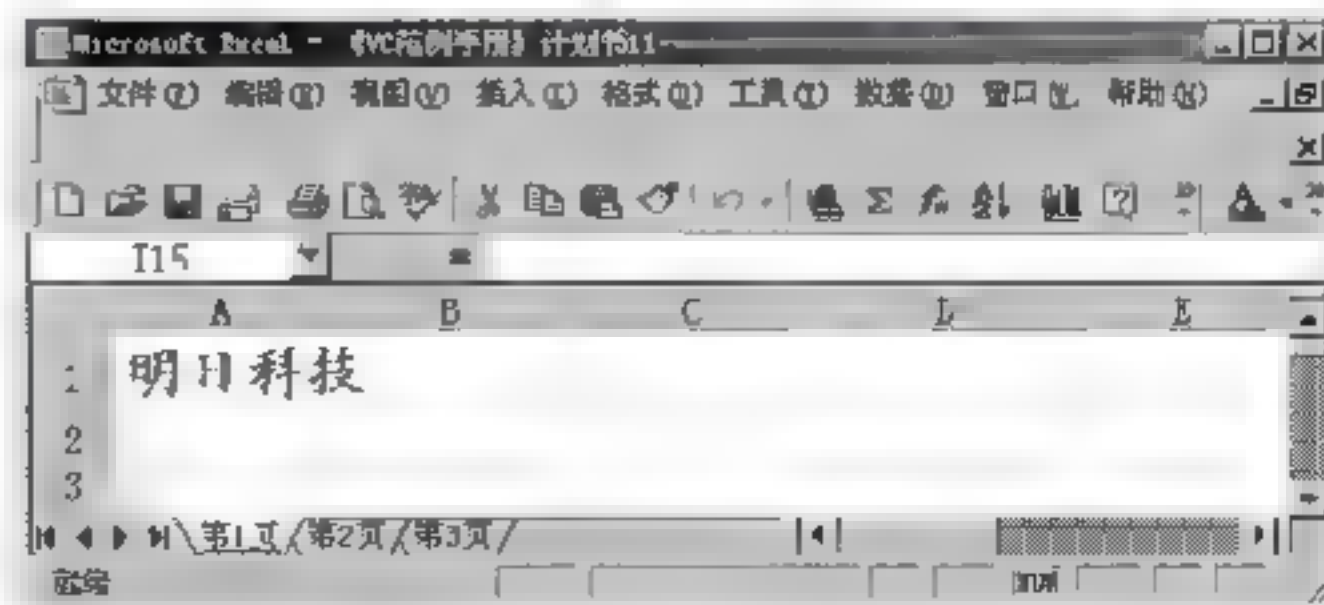 Microsoft Excel - 《VC范例手册》计划书11
文件(F) 编辑(E) 视图(V) 插入(I) 格式(O) 工具(T) 数据(D) 窗口(W) 帮助(H)
I15 =
A B C D E
1 明日科技
2
3
第1页 第2页 第3页
就绪